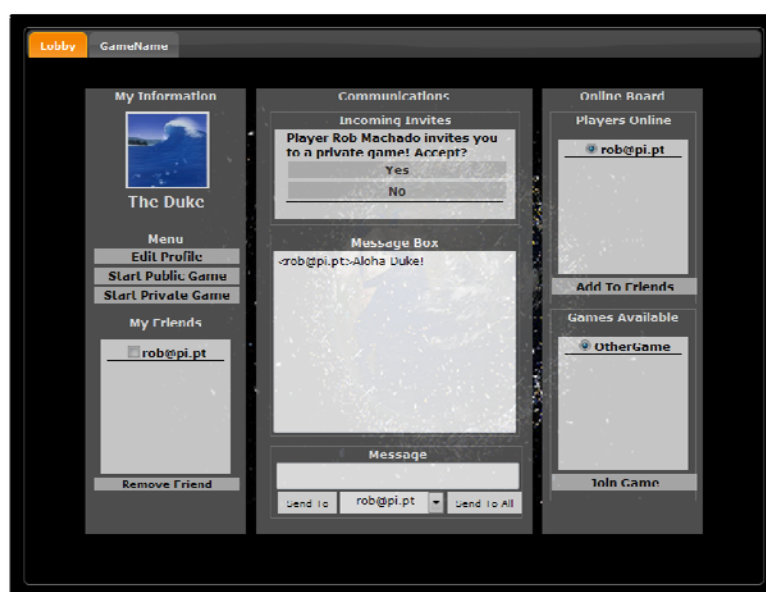 Lobby GameName
My Information
The Duke
Menu
Edit Profile
Start Public Game
Start Private Game
My Friends
rob@pi.pt
Remove Friend
Communications
Incoming Invites
Player Rob Machado invites you
to a private game! Accept?
Yes
No
Message Box
<rob@pi.pt>Aloha Duke!
Message
Send To rob@pi.pt Send To All
Online Board
Players Online
rob@pi.pt
Add To Friends
Games Available
OtherGame
Join Game